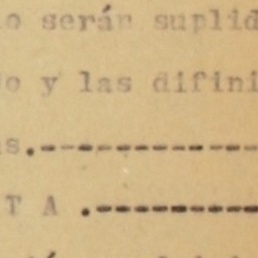 o serán suplid
o y las difini
s.------------
T A .---------